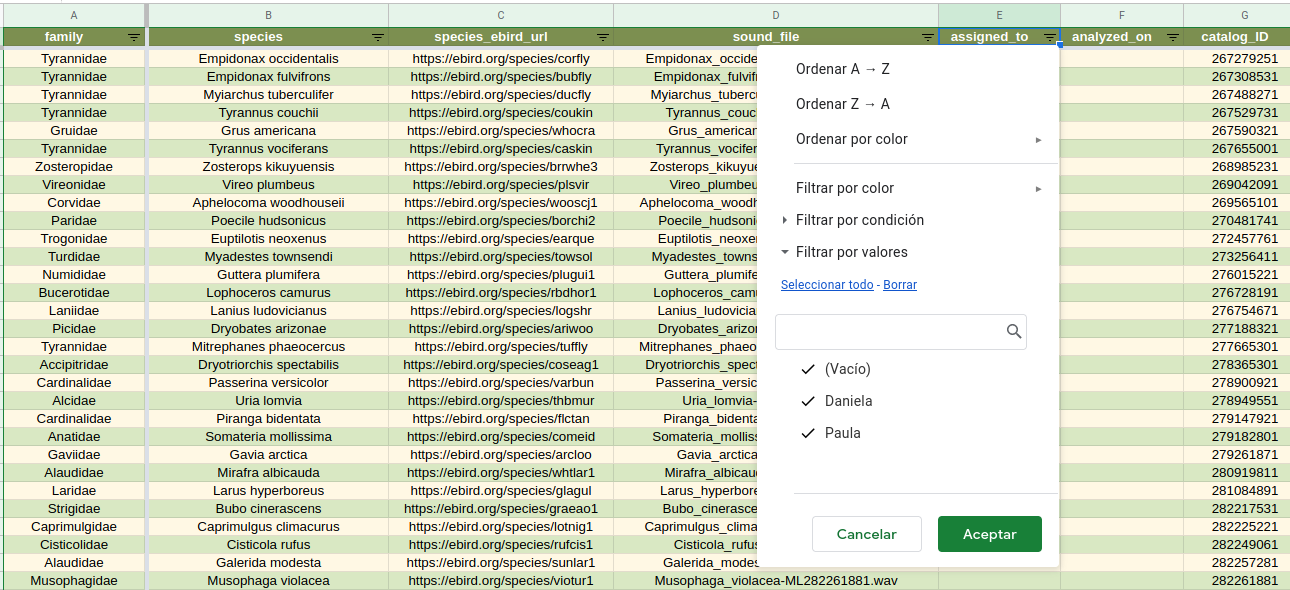 A B C D E F G
family species species_ebird_url sound_file assigned_to analyzed_on catalog_ID
Tyrannidae Empidonax occidentalis https://ebird.org/species/corfly Empidonax_occide 267279251
Tyrannidae Empidonax fulvifrons https://ebird.org/species/bubfly Empidonax_fulvif 267308531
Tyrannidae Myiarchus tuberculifer https://ebird.org/species/ducfly Myiarchus_tuberc 267488271
Tyrannidae Tyrannus couchii https://ebird.org/species/coukin Tyrannus_couc 267529731
Gruidae Grus americana https://ebird.org/species/whocra Grus_american 267590321
Tyrannidae Tyrannus vociferans https://ebird.org/species/caskin Tyrannus_vocifer 267655001
Zosteropidae Zosterops kikuyuensis https://ebird.org/species/brrwhe3 Zosterops_kikuyu 268985231
Vireonidae Vireo plumbeus https://ebird.org/species/plsvir Vireo_plumbeu 269042091
Corvidae Aphelocoma woodhouseii https://ebird.org/species/wooscj1 Aphelocoma_woodh 269565101
Paridae Poecile hudsonicus https://ebird.org/species/borchi2 Poecile_hudsoni 270481741
Trogonidae Euptilotis neoxenus https://ebird.org/species/earque Euptilotis_neoxe 272457761
Turdidae Myadestes townsendi https://ebird.org/species/towsol Myadestes_towns 273256411
Numididae Guttera plumifera https://ebird.org/species/plugui1 Guttera_plumife 276015221
Bucerotidae Lophoceros camurus https://ebird.org/species/rbdhor1 Lophoceros_camu 276728191
Laniidae Lanius ludovicianus https://ebird.org/species/logshr Lanius_ludovicia 276754671
Picidae Dryobates arizonae https://ebird.org/species/ariwoo Dryobates_arizo 277188321
Tyrannidae Mitrephanes phaeocercus https://ebird.org/species/tuffly Mitrephanes_phaeo 277665301
Accipitridae Dryotriorchis spectabilis https://ebird.org/species/coseag1 Dryotriorchis_spect 278365301
Cardinalidae Passerina versicolor https://ebird.org/species/varbun Passerina_versic 278900921
Alcidae Uria lomvia https://ebird.org/species/thbmur Uria_lomvia- 278949551
Cardinalidae Piranga bidentata https://ebird.org/species/flctan Piranga_bidenta 279147921
Anatidae Somateria mollissima https://ebird.org/species/comeid Somateria_mollis 279182801
Gaviidae Gavia arctica https://ebird.org/species/arcloo Gavia_arctica 279261871
Alaudidae Mirafra albicauda https://ebird.org/species/whtlar1 Mirafra_albicau 280919811
Laridae Larus hyperboreus https://ebird.org/species/glagul Larus_hyperbore 281084891
Strigidae Bubo cinerascens https://ebird.org/species/graeao1 Bubo_cinerasce 282217531
Caprimulgidae Caprimulgus climacurus https://ebird.org/species/lotnig1 Caprimulgus_clima 282225221
Cisticolidae Cisticola rufus https://ebird.org/species/rufcis1 Cisticola_rufus 282249061
Alaudidae Galerida modesta https://ebird.org/species/sunlar1 Galerida_modes 282257281
Musophagidae Musophaga violacea https://ebird.org/species/viotur1 Musophaga_violacea-ML282261881.wav 282261881
Ordenar A → Z
Ordenar Z → A
Ordenar por color
Filtrar por color
Filtrar por condición
Filtrar por valores
Seleccionar todo - Borrar
(Vacío)
Daniela
Paula
Cancelar Aceptar